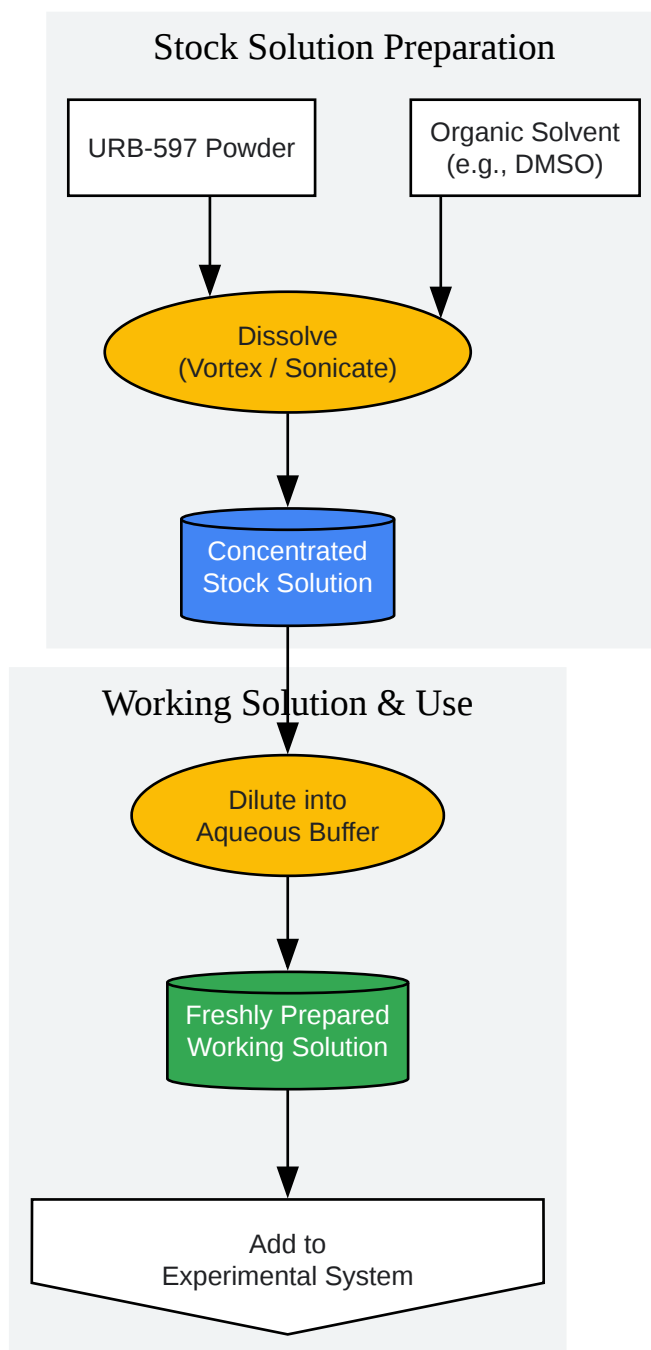 Stock Solution Preparation
URB-597 Powder
Organic Solvent
(e.g., DMSO)
Dissolve
(Vortex / Sonicate)
Concentrated
Stock Solution
Working Solution & Use
Dilute into
Aqueous Buffer
Freshly Prepared
Working Solution
Add to
Experimental System